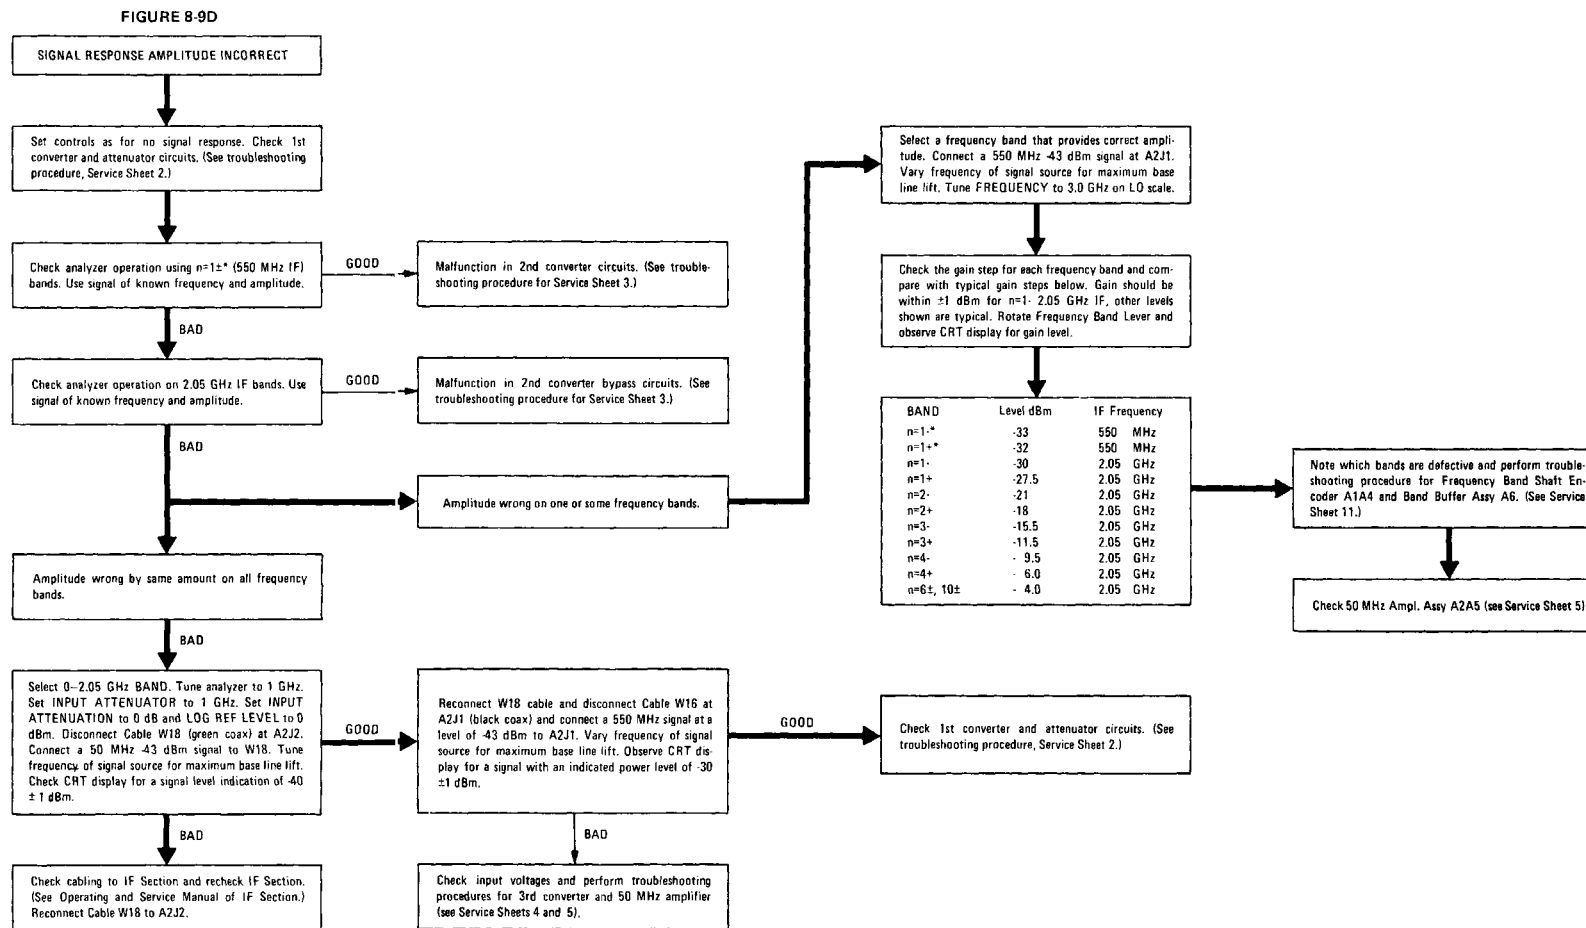 FIGURE 8-9D
SIGNAL RESPONSE AMPLITUDE INCORRECT
Set controls as for no signal response. Check 1st
converter and attenuator circuits. (See troubleshooting
procedure, Service Sheet 2.)
Check analyzer operation using n=1±* (550 MHz IF)
bands. Use signal of known frequency and amplitude.
GOOD
Malfunction in 2nd converter circuits. (See trouble-
shooting procedure for Service Sheet 3.)
BAD
Check analyzer operation on 2.05 GHz IF bands. Use
signal of known frequency and amplitude.
GOOD
Malfunction in 2nd converter bypass circuits. (See
troubleshooting procedure for Service Sheet 3.)
BAD
Amplitude wrong on one or some frequency bands.
Amplitude wrong by same amount on all frequency
bands.
BAD
Select 0–2.05 GHz BAND. Tune analyzer to 1 GHz.
Set INPUT ATTENUATOR to 1 GHz. Set INPUT
ATTENUATION to 0 dB and LOG REF LEVEL to 0
dBm. Disconnect Cable W18 (green coax) at A2J2.
Connect a 50 MHz -43 dBm signal to W18. Tune
frequency of signal source for maximum base line lift.
Check CRT display for a signal level indication of -40
± 1 dBm.
GOOD
Reconnect W18 cable and disconnect Cable W16 at
A2J1 (black coax) and connect a 550 MHz signal at a
level of -43 dBm to A2J1. Vary frequency of signal
source for maximum base line lift. Observe CRT dis-
play for a signal with an indicated power level of -30
±1 dBm.
GOOD
Check 1st converter and attenuator circuits. (See
troubleshooting procedure, Service Sheet 2.)
BAD
Check cabling to IF Section and recheck IF Section.
(See Operating and Service Manual of IF Section.)
Reconnect Cable W18 to A2J2.
BAD
Check input voltages and perform troubleshooting
procedures for 3rd converter and 50 MHz amplifier
(see Service Sheets 4 and 5).
Select a frequency band that provides correct ampli-
tude. Connect a 550 MHz -43 dBm signal at A2J1.
Vary frequency of signal source for maximum base
line lift. Tune FREQUENCY to 3.0 GHz on LO scale.
Check the gain step for each frequency band and com-
pare with typical gain steps below. Gain should be
within ±1 dBm for n=1- 2.05 GHz IF, other levels
shown are typical. Rotate Frequency Band Lever and
observe CRT display for gain level.
BAND Level dBm IF Frequency
n=1-* -33 550 MHz
n=1+* -32 550 MHz
n=1- -30 2.05 GHz
n=1+ -27.5 2.05 GHz
n=2- -21 2.05 GHz
n=2+ -18 2.05 GHz
n=3- -15.5 2.05 GHz
n=3+ -11.5 2.05 GHz
n=4- - 9.5 2.05 GHz
n=4+ - 6.0 2.05 GHz
n=6±, 10± - 4.0 2.05 GHz
Note which bands are defective and perform trouble-
shooting procedure for Frequency Band Shaft En-
coder A1A4 and Band Buffer Assy A6. (See Service
Sheet 11.)
Check 50 MHz Ampl. Assy A2A5 (see Service Sheet 5)